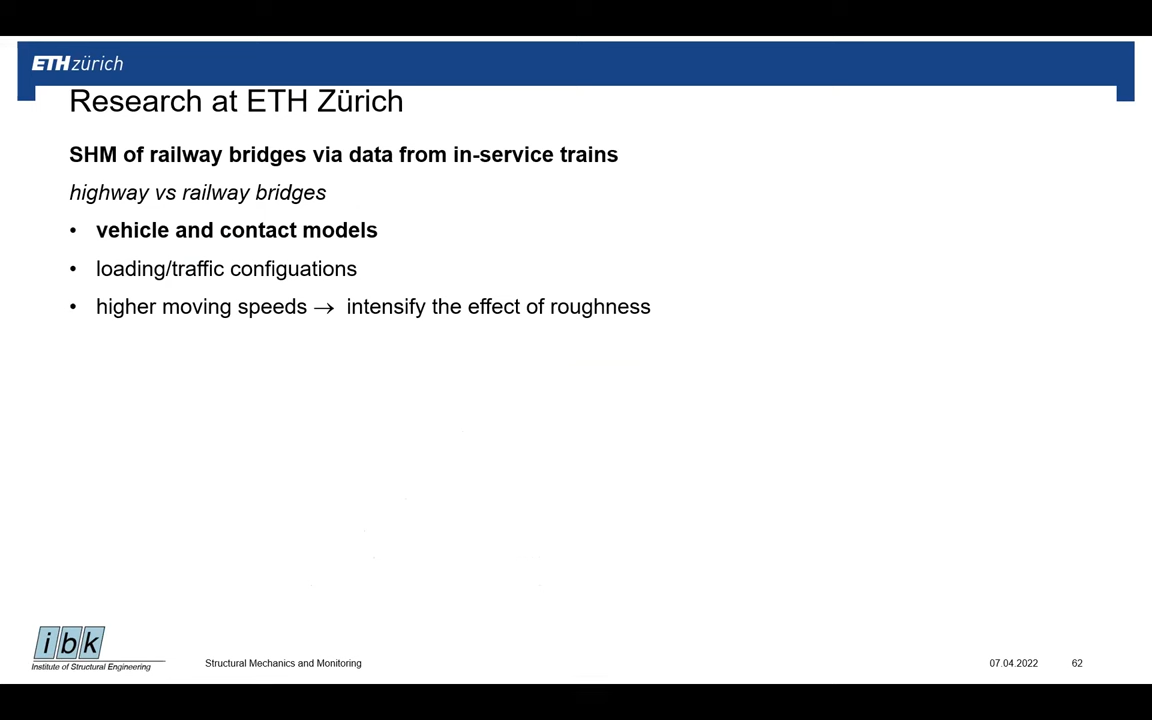 ETH zürich
Research at ETH Zürich
SHM of railway bridges via data from in-service trains
highway vs railway bridges
• vehicle and contact models
• loading/traffic configuations
• higher moving speeds → intensify the effect of roughness
ibk
Institute of Structural Engineering
Structural Mechanics and Monitoring
07.04.2022
62